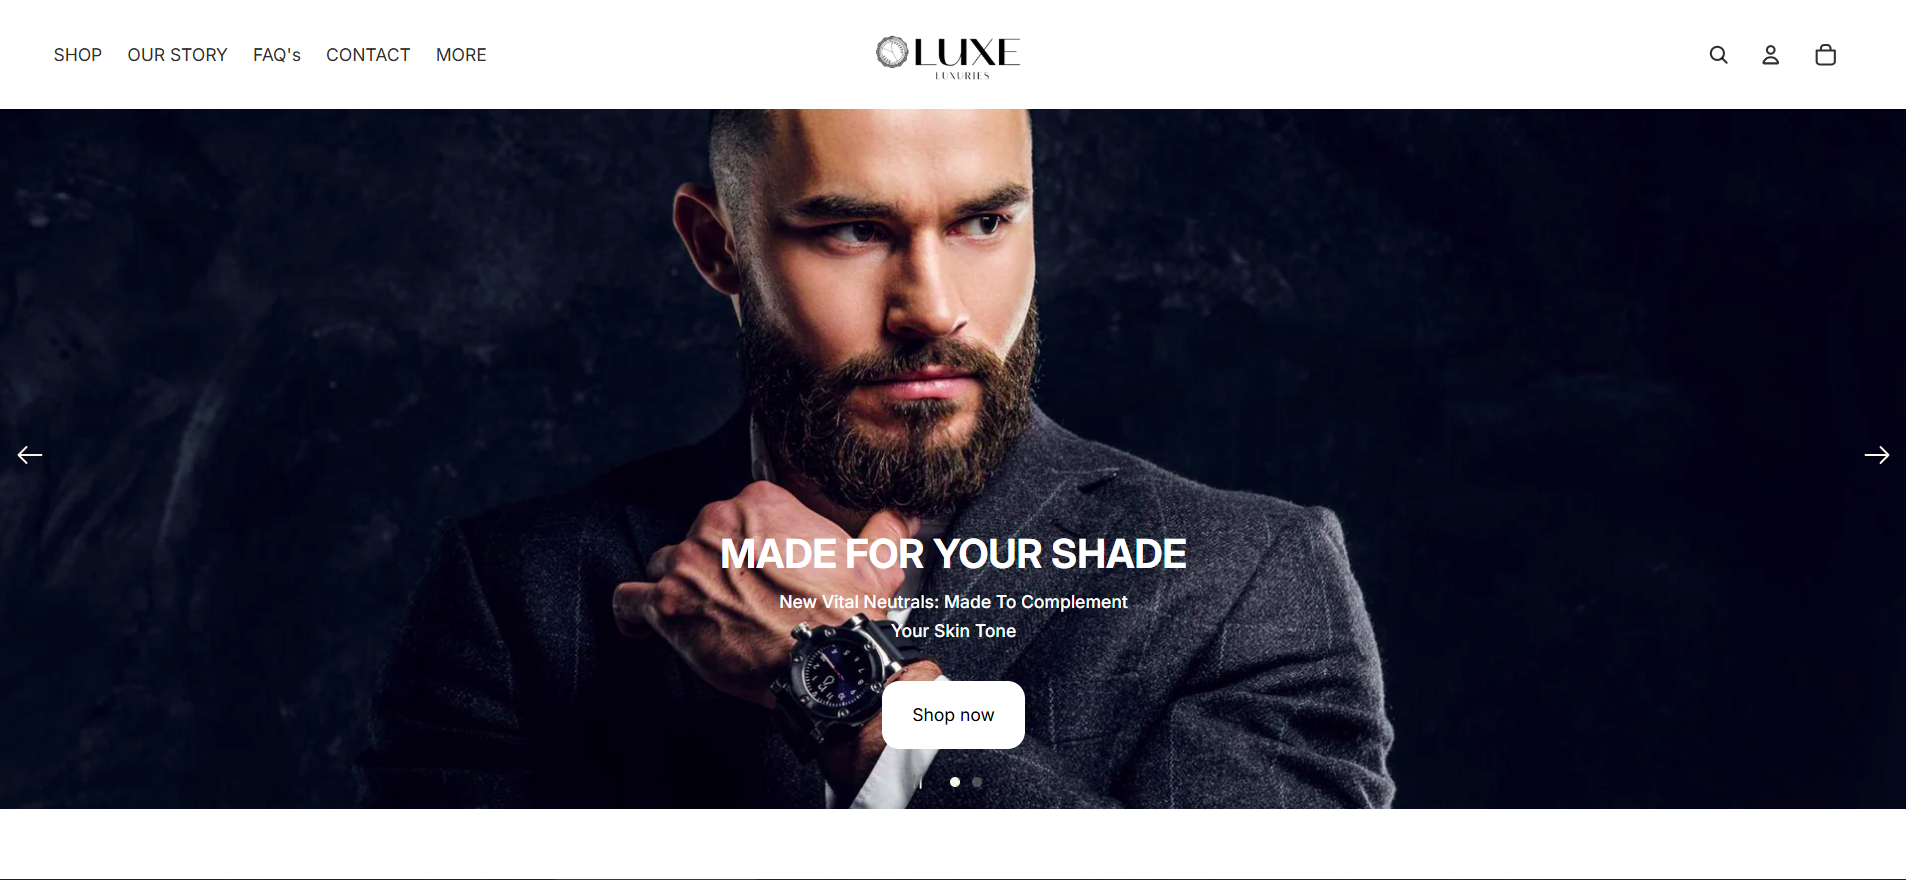 SHOP OUR STORY FAQ's CONTACT MORE
LUXE
LUXURIES
MADE FOR YOUR SHADE
New Vital Neutrals: Made To Complement
Your Skin Tone
Shop now